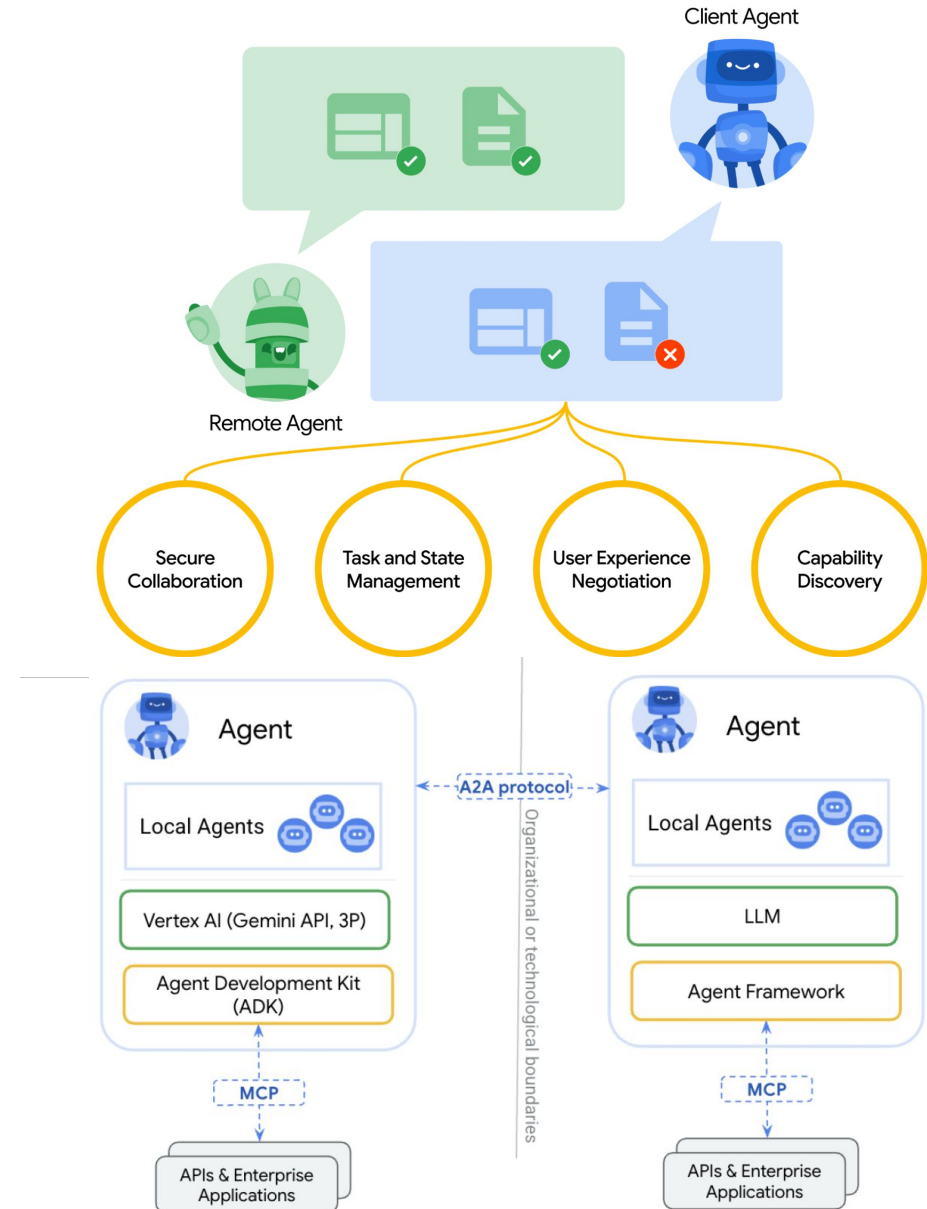 Client Agent
Remote Agent
Secure
Collaboration
Task and State
Management
User Experience
Negotiation
Capability
Discovery
Agent
Local Agents
Vertex AI (Gemini API, 3P)
Agent Development Kit
(ADK)
MCP
APIs & Enterprise
Applications
A2A protocol
Organizational or technological boundaries
Agent
Local Agents
LLM
Agent Framework
MCP
APIs & Enterprise
Applications